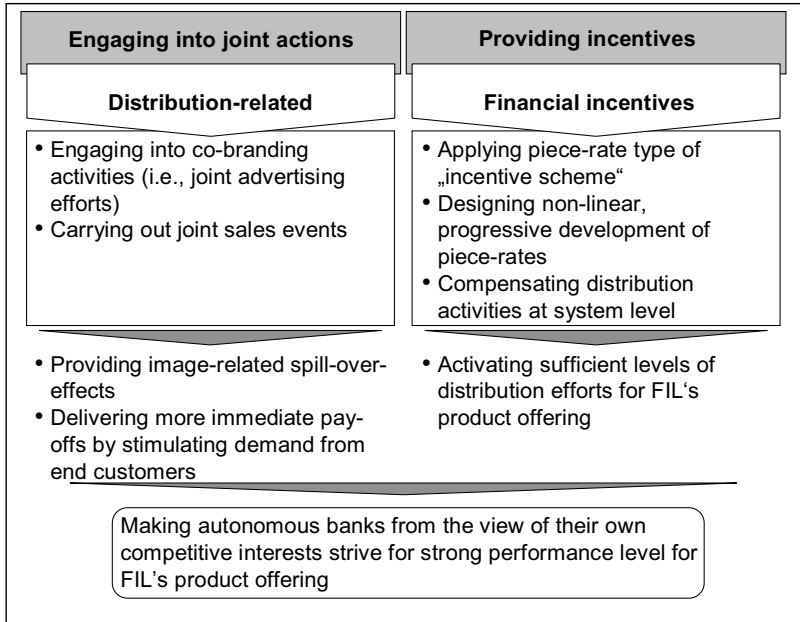 Engaging into joint actions
Distribution-related
• Engaging into co-branding
activities (i.e., joint advertising
efforts)
• Carrying out joint sales events
• Providing image-related spill-over-
effects
• Delivering more immediate pay-
offs by stimulating demand from
end customers
Providing incentives
Financial incentives
• Applying piece-rate type of
„incentive scheme“
• Designing non-linear,
progressive development of
piece-rates
• Compensating distribution
activities at system level
• Activating sufficient levels of
distribution efforts for FIL‘s
product offering
Making autonomous banks from the view of their own
competitive interests strive for strong performance level for
FIL‘s product offering